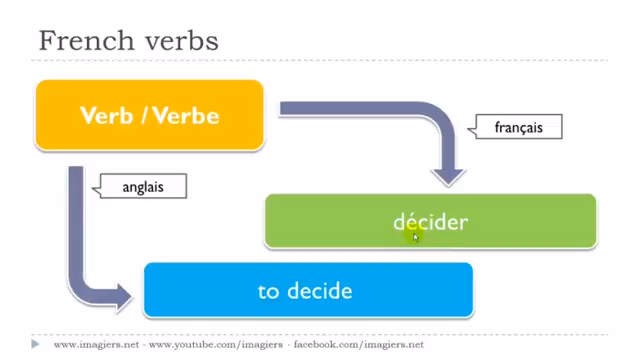 French verbs
Verb / Verbe
français
anglais
décider
to decide
www.imagiers.net - www.youtube.com/imagiers - facebook.com/imagiers.net